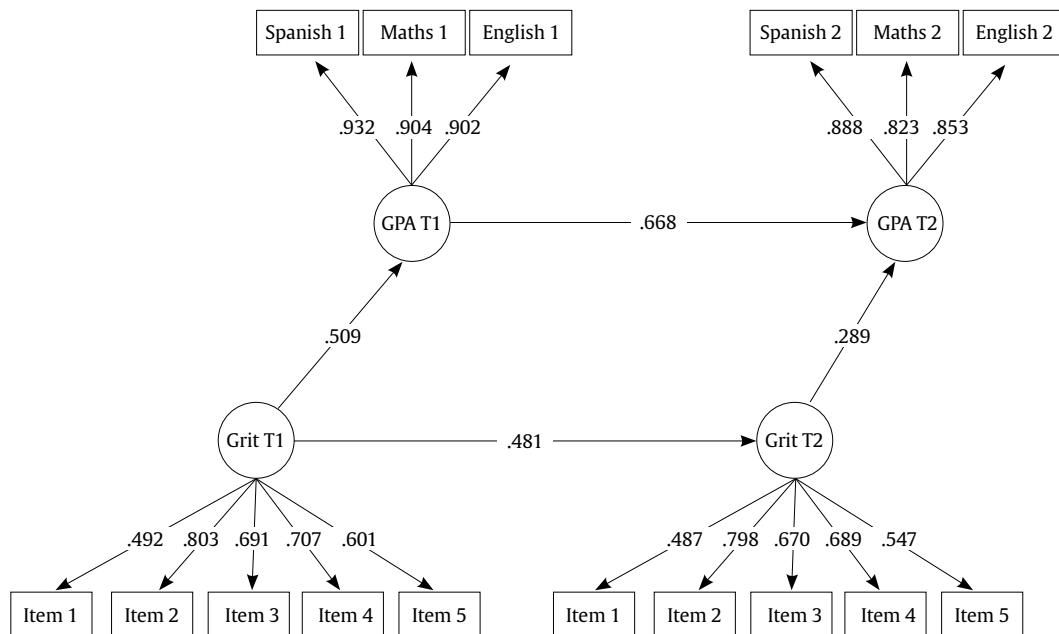 Spanish 1 Maths 1 English 1 Spanish 2 Maths 2 English 2
.932 .904 .902 .888 .823 .853
GPA T1 .668 GPA T2
.509 .289
Grit T1 .481 Grit T2
.492 .803 .691 .707 .601 .487 .798 .670 .689 .547
Item 1 Item 2 Item 3 Item 4 Item 5 Item 1 Item 2 Item 3 Item 4 Item 5